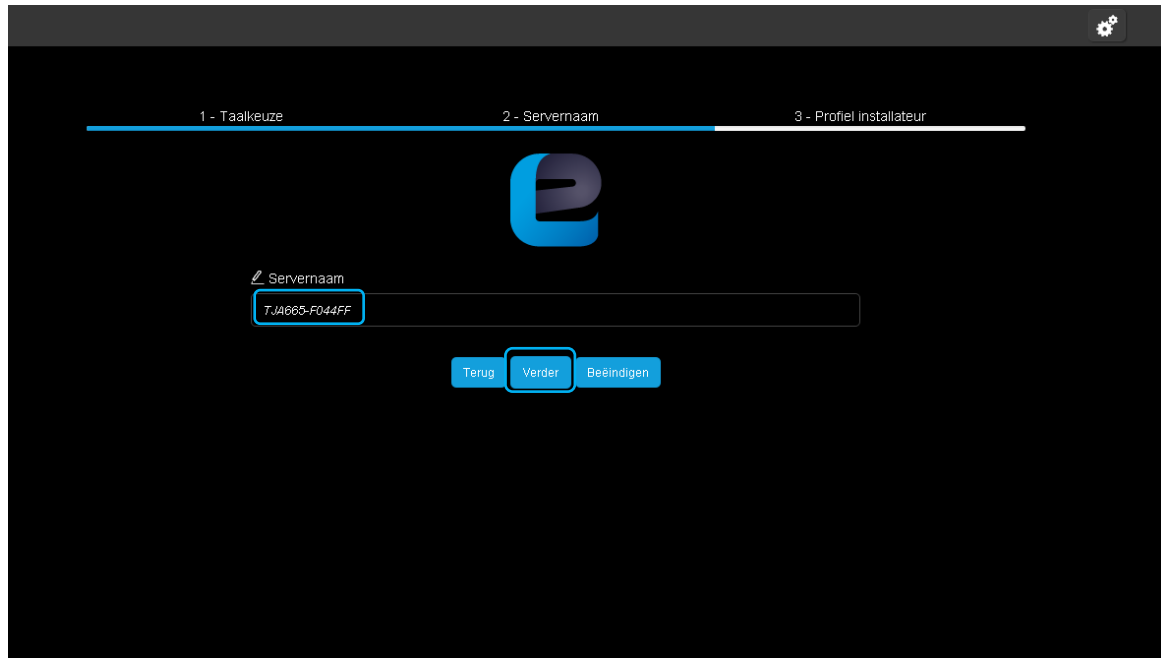 1 - Taalkeuze 2 - Servernaam 3 - Profiel installateur
Servernaam
TJA665-F044FF
Terug Verder Beëindigen